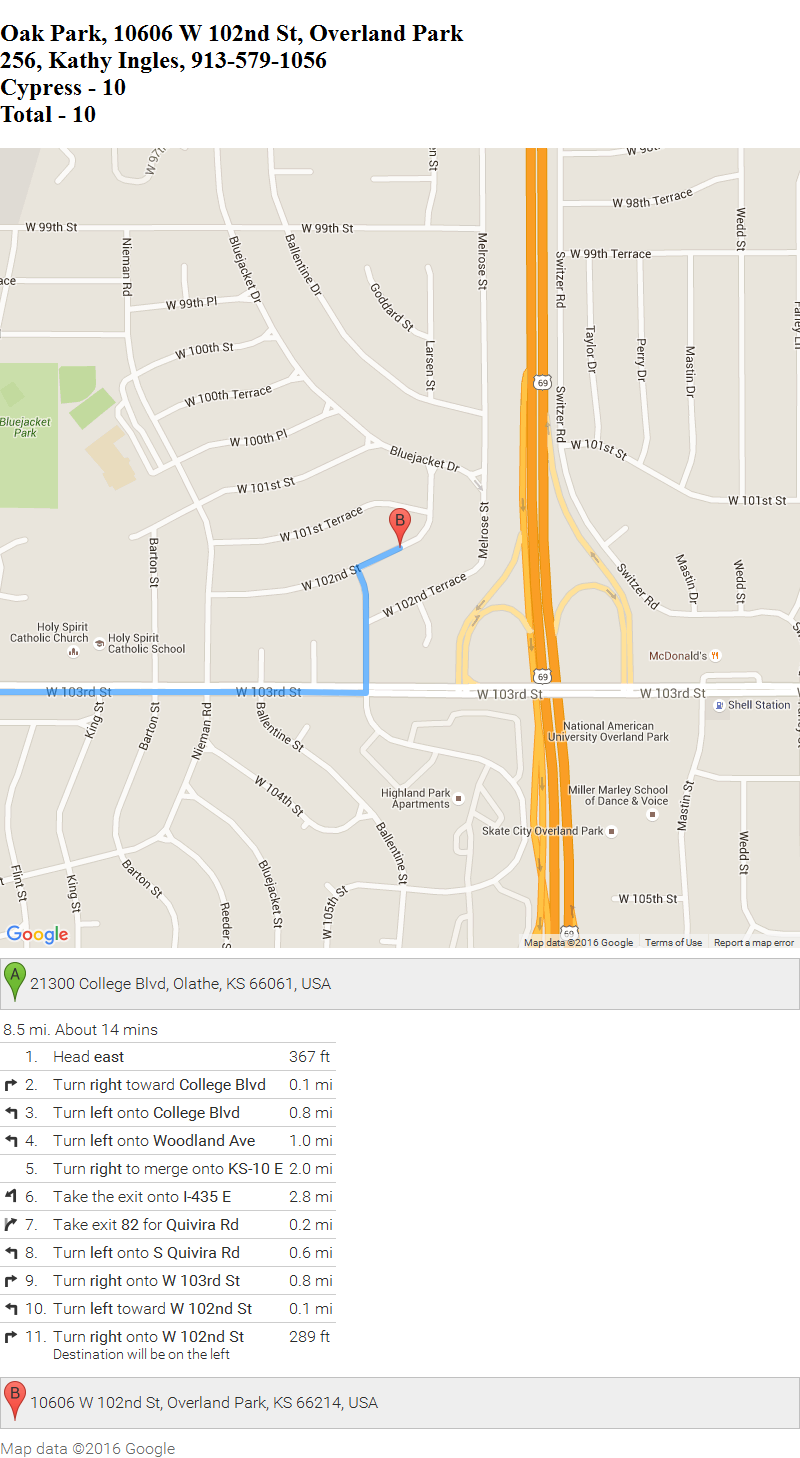 Oak Park, 10606 W 102nd St, Overland Park
256, Kathy Ingles, 913-579-1056
Cypress - 10
Total - 10
W 98th Terrace
Wedd St
W 99th St
W 99th St
W 99th Terrace
Nieman Rd
Bluejacket Dr
Ballentine Dr
Melrose St
Switzer Rd
W 99th Pl
Goddard St
Larsen St
Taylor Dr
Perry Dr
Mastin Dr
W 100th St
69
W 100th Terrace
Switzer Rd
Bluejacket
Park
W 100th Pl
Bluejacket Dr
W 101st St
W 101st St
W 101st St
W 101st Terrace
B
Melrose St
Barton St
W 102nd St
W 102nd Terrace
Switzer Rd
Mastin Dr
Wedd St
Holy Spirit
Catholic Church
Holy Spirit
Catholic School
McDonald's
69
W 103rd St
W 103rd St
W 103rd St
W 103rd St
Shell Station
King St
Barton St
Nieman Rd
Ballentine St
National American
University Overland Park
W 104th St
Highland Park
Apartments
Miller Marley School
of Dance & Voice
Mastin St
Skate City Overland Park
Wedd St
Ballentine St
Flint St
King St
Barton St
Bluejacket St
Reeder S
W 105th St
W 105th St
69
Google
Map data ©2016 Google Terms of Use Report a map error
A 21300 College Blvd, Olathe, KS 66061, USA
8.5 mi. About 14 mins
1. Head east 367 ft
2. Turn right toward College Blvd 0.1 mi
3. Turn left onto College Blvd 0.8 mi
4. Turn left onto Woodland Ave 1.0 mi
5. Turn right to merge onto KS-10 E 2.0 mi
6. Take the exit onto I-435 E 2.8 mi
7. Take exit 82 for Quivira Rd 0.2 mi
8. Turn left onto S Quivira Rd 0.6 mi
9. Turn right onto W 103rd St 0.8 mi
10. Turn left toward W 102nd St 0.1 mi
11. Turn right onto W 102nd St 289 ft
Destination will be on the left
B 10606 W 102nd St, Overland Park, KS 66214, USA
Map data ©2016 Google